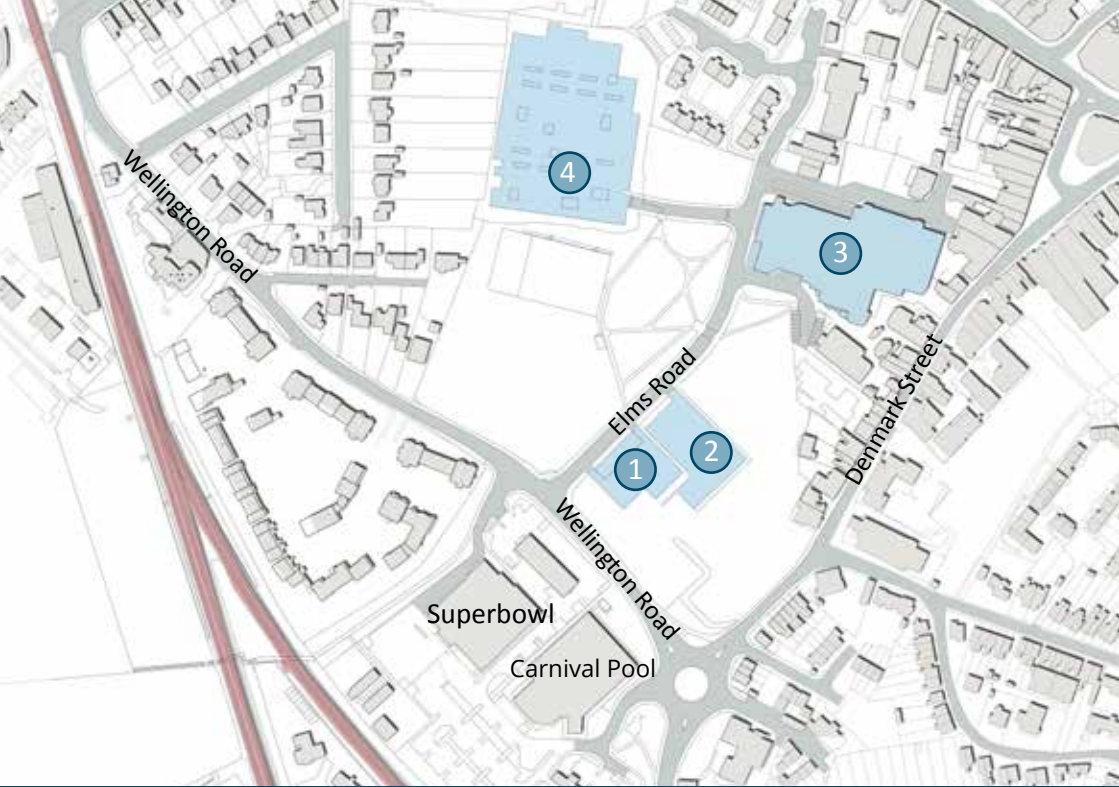 Wellington Road
4
3
Elms Road
Denmark Street
2
1
Wellington Road
Superbowl
Carnival Pool